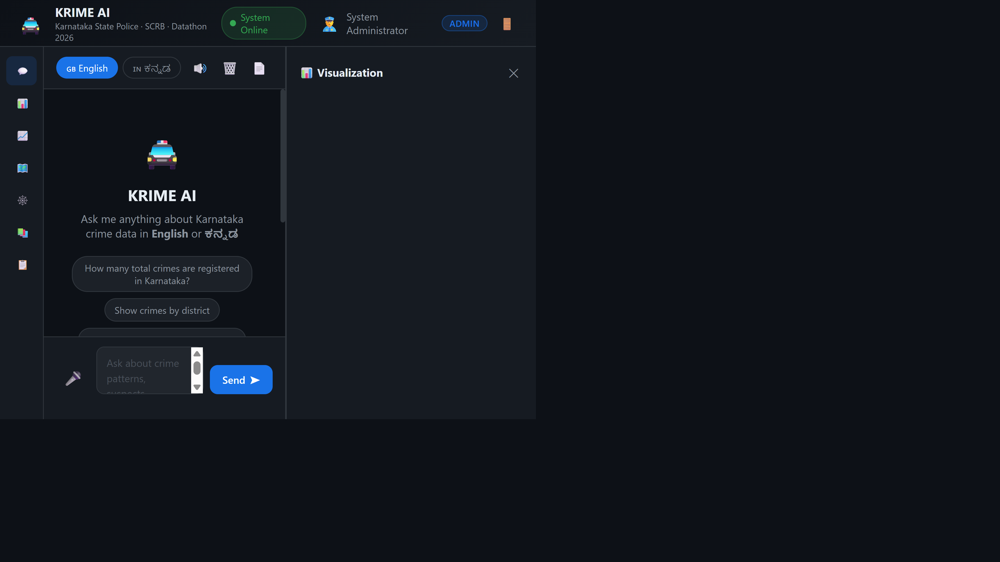 KRIME AI
Karnataka State Police · SCRB · Datathon
2026
System
Online
System
Administrator
ADMIN
GB English
IN ಕನ್ನಡ
Visualization
KRIME AI
Ask me anything about Karnataka
crime data in English or ಕನ್ನಡ
How many total crimes are registered
in Karnataka?
Show crimes by district
Ask about crime
patterns,
suspects
Send